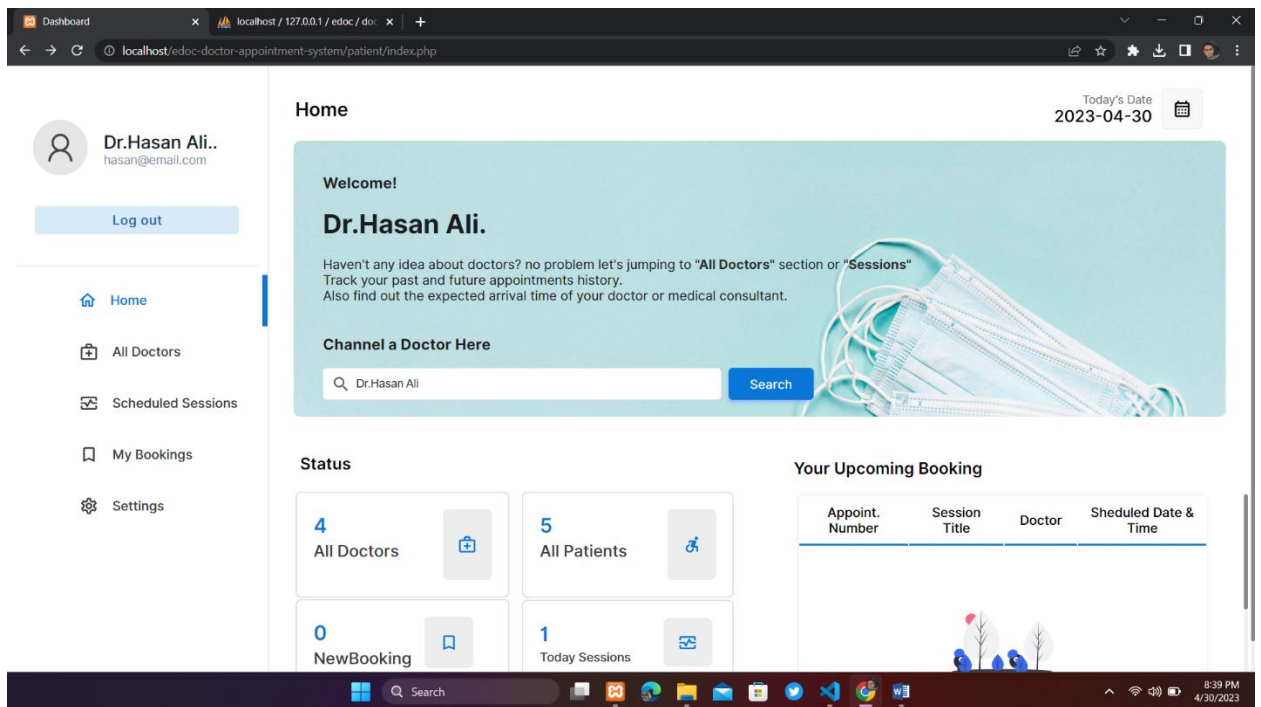 Dashboard
localhost / 127.0.0.1 / edoc / doc
localhost/edoc-doctor-appointment-system/patient/index.php
Dr.Hasan Ali..
hasan@email.com
Log out
Home
All Doctors
Scheduled Sessions
My Bookings
Settings
Home
Today's Date
2023-04-30
Welcome!
Dr.Hasan Ali.
Haven't any idea about doctors? no problem let's jumping to "All Doctors" section or "Sessions"
Track your past and future appointments history.
Also find out the expected arrival time of your doctor or medical consultant.
Channel a Doctor Here
Dr.Hasan Ali
Search
Status
4
All Doctors
5
All Patients
0
NewBooking
1
Today Sessions
Your Upcoming Booking
Appoint. Number
Session Title
Doctor
Sheduled Date & Time
Search
8:39 PM
4/30/2023